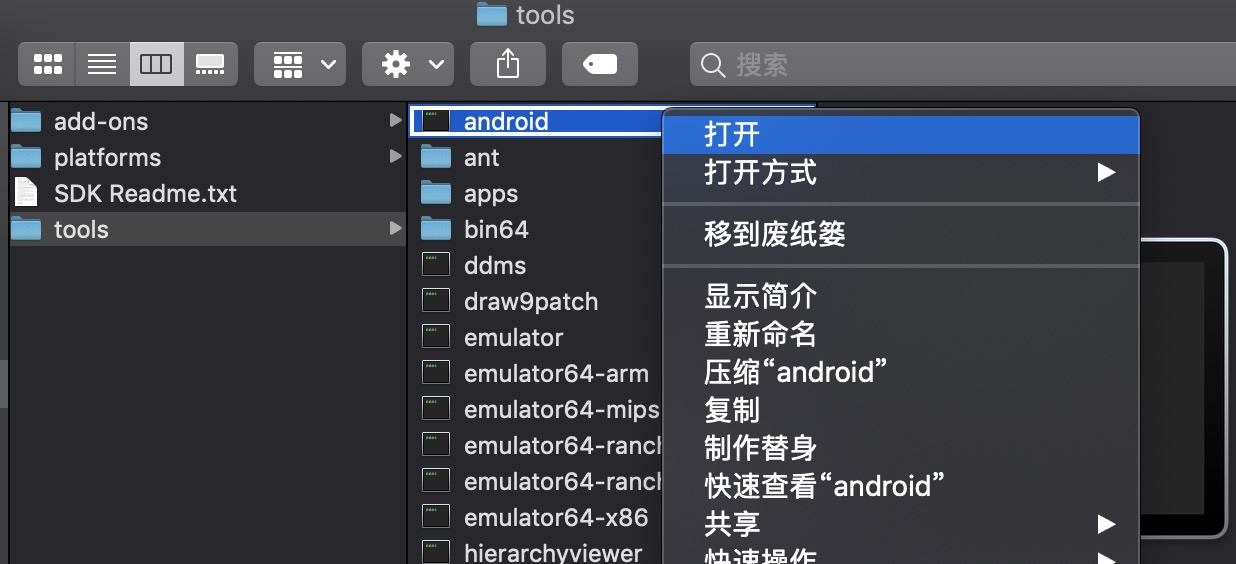 tools
搜索
add-ons
platforms
SDK Readme.txt
tools
android
ant
apps
bin64
ddms
draw9patch
emulator
emulator64-arm
emulator64-mips
emulator64-ranch
emulator64-ranch
emulator64-x86
hierarchyviewer
打开
打开方式
移到废纸篓
显示简介
重新命名
压缩“android”
复制
制作替身
快速查看“android”
共享
快速操作